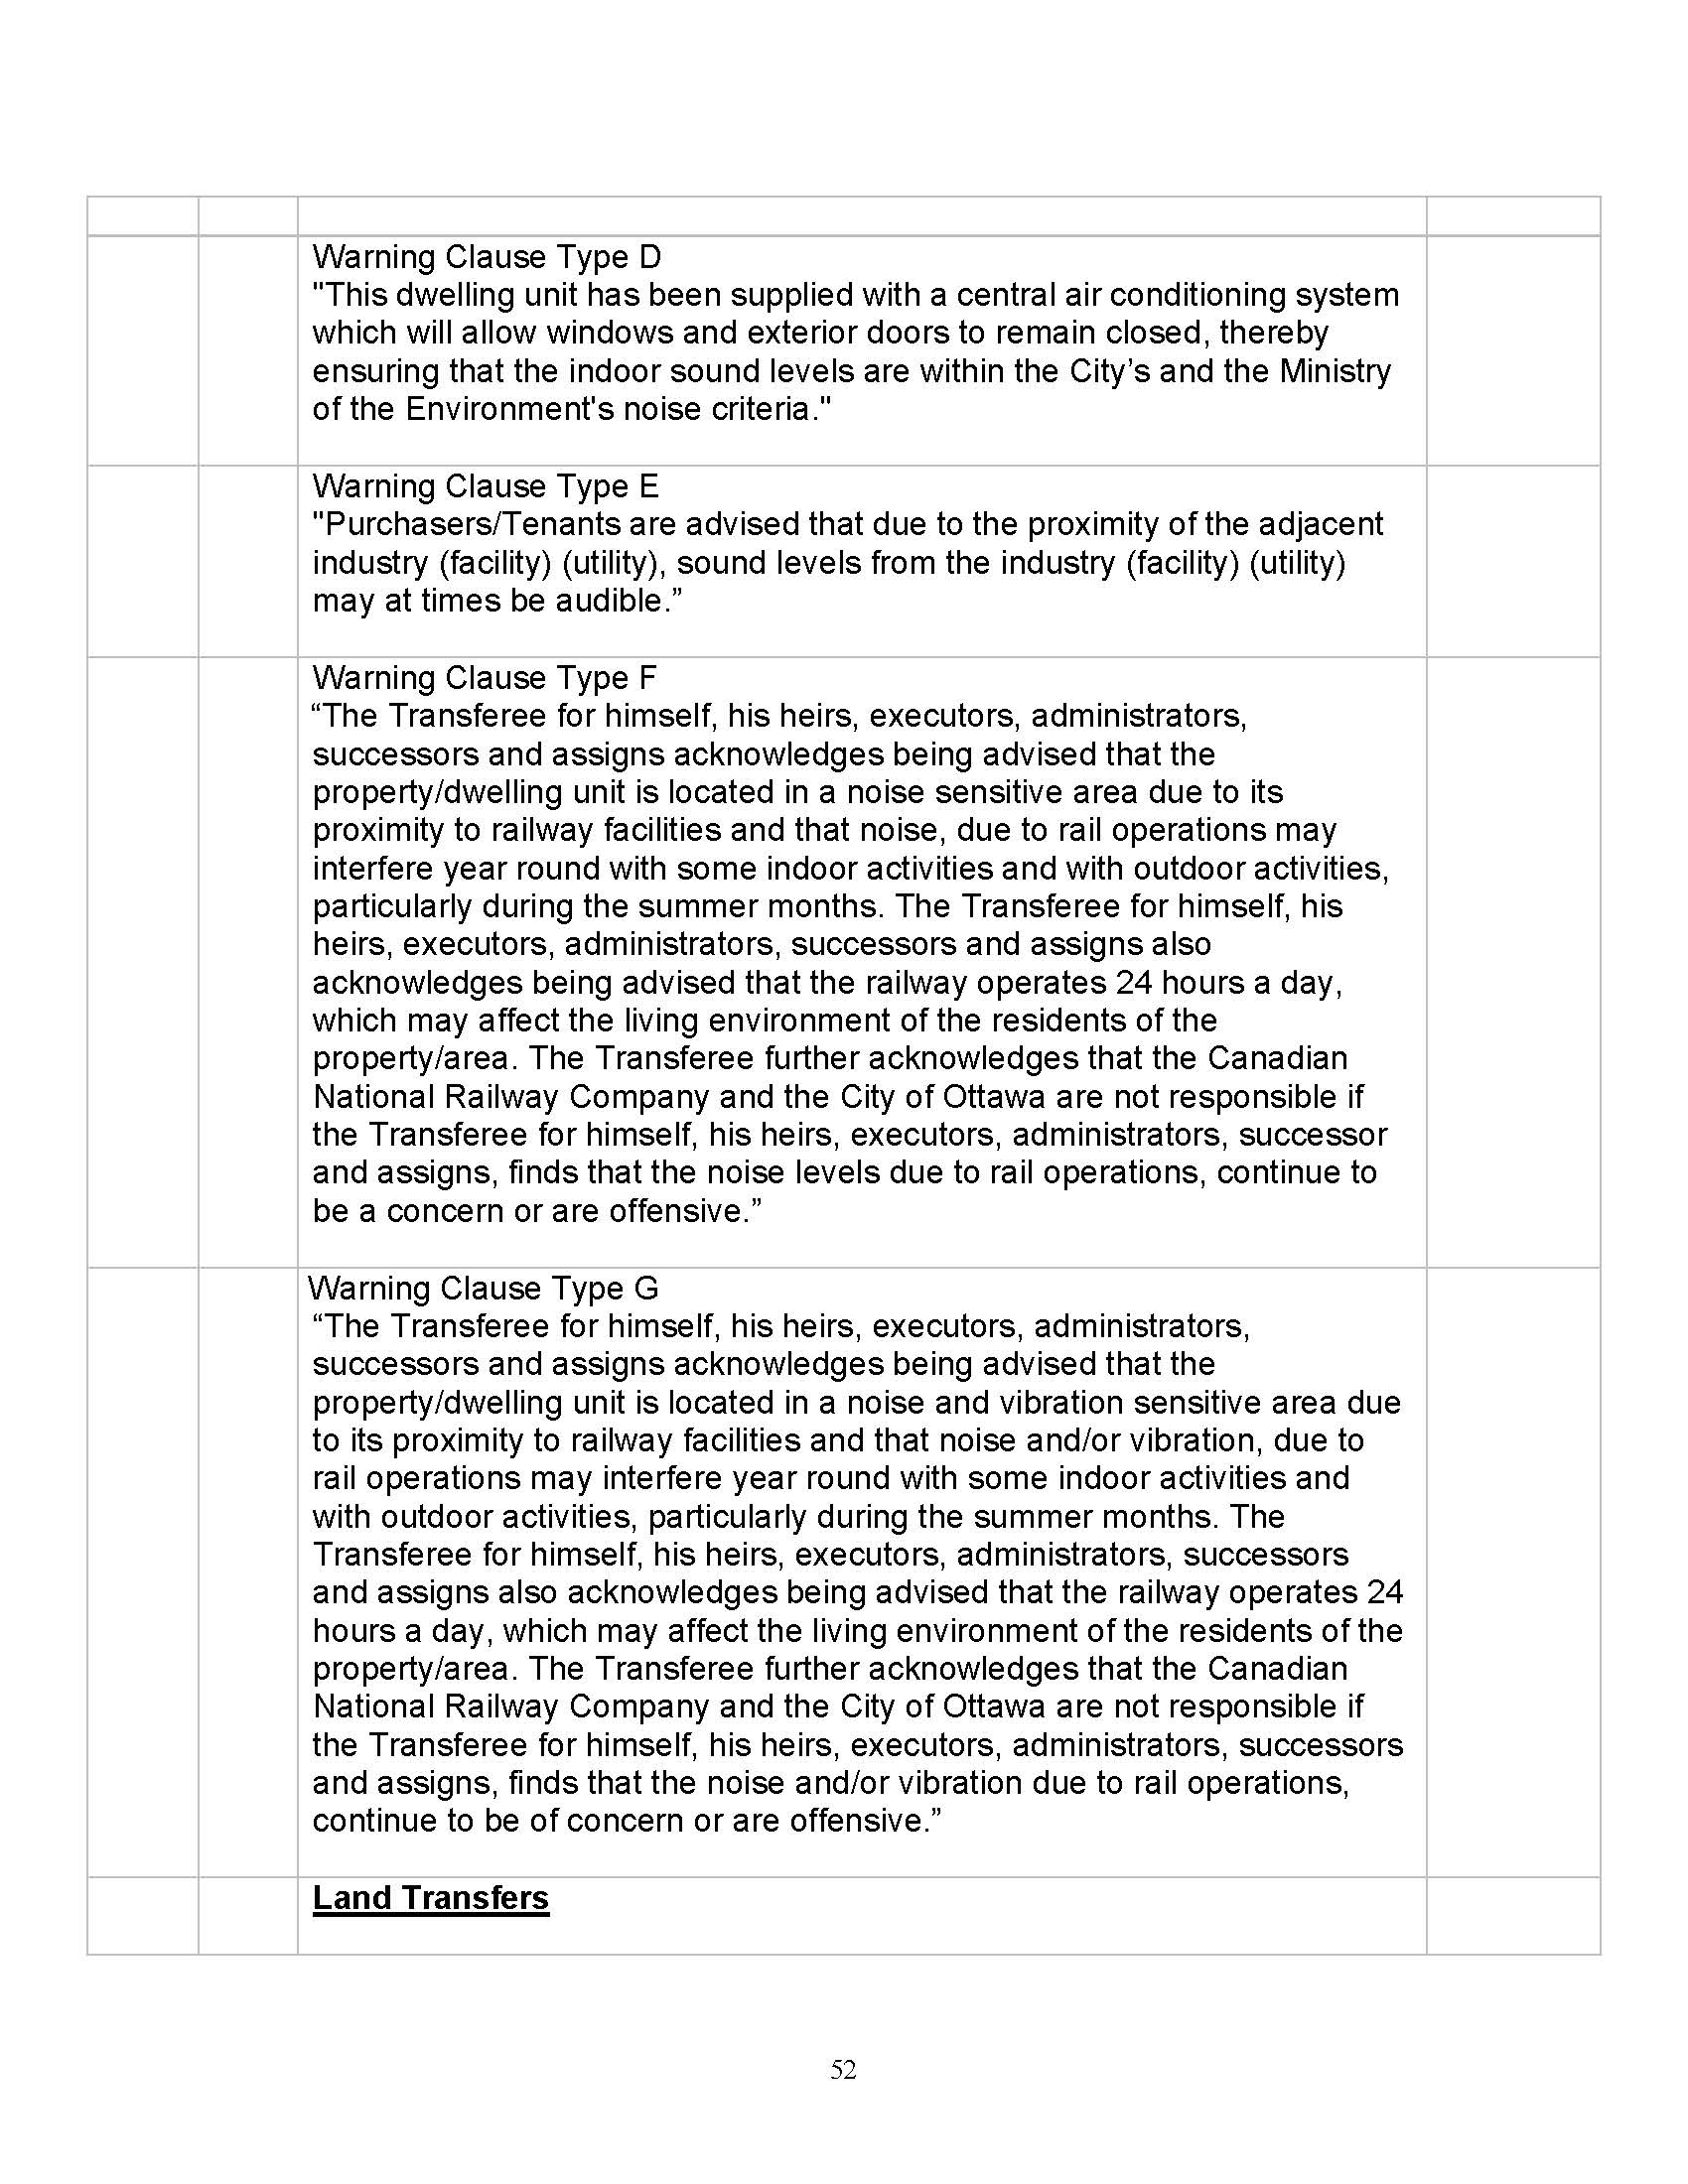 Warning Clause Type D
"This dwelling unit has been supplied with a central air conditioning system
which will allow windows and exterior doors to remain closed, thereby
ensuring that the indoor sound levels are within the City’s and the Ministry
of the Environment's noise criteria."
Warning Clause Type E
"Purchasers/Tenants are advised that due to the proximity of the adjacent
industry (facility) (utility), sound levels from the industry (facility) (utility)
may at times be audible.”
Warning Clause Type F
“The Transferee for himself, his heirs, executors, administrators,
successors and assigns acknowledges being advised that the
property/dwelling unit is located in a noise sensitive area due to its
proximity to railway facilities and that noise, due to rail operations may
interfere year round with some indoor activities and with outdoor activities,
particularly during the summer months. The Transferee for himself, his
heirs, executors, administrators, successors and assigns also
acknowledges being advised that the railway operates 24 hours a day,
which may affect the living environment of the residents of the
property/area. The Transferee further acknowledges that the Canadian
National Railway Company and the City of Ottawa are not responsible if
the Transferee for himself, his heirs, executors, administrators, successor
and assigns, finds that the noise levels due to rail operations, continue to
be a concern or are offensive.”
Warning Clause Type G
“The Transferee for himself, his heirs, executors, administrators,
successors and assigns acknowledges being advised that the
property/dwelling unit is located in a noise and vibration sensitive area due
to its proximity to railway facilities and that noise and/or vibration, due to
rail operations may interfere year round with some indoor activities and
with outdoor activities, particularly during the summer months. The
Transferee for himself, his heirs, executors, administrators, successors
and assigns also acknowledges being advised that the railway operates 24
hours a day, which may affect the living environment of the residents of the
property/area. The Transferee further acknowledges that the Canadian
National Railway Company and the City of Ottawa are not responsible if
the Transferee for himself, his heirs, executors, administrators, successors
and assigns, finds that the noise and/or vibration due to rail operations,
continue to be of concern or are offensive.”
Land Transfers
52